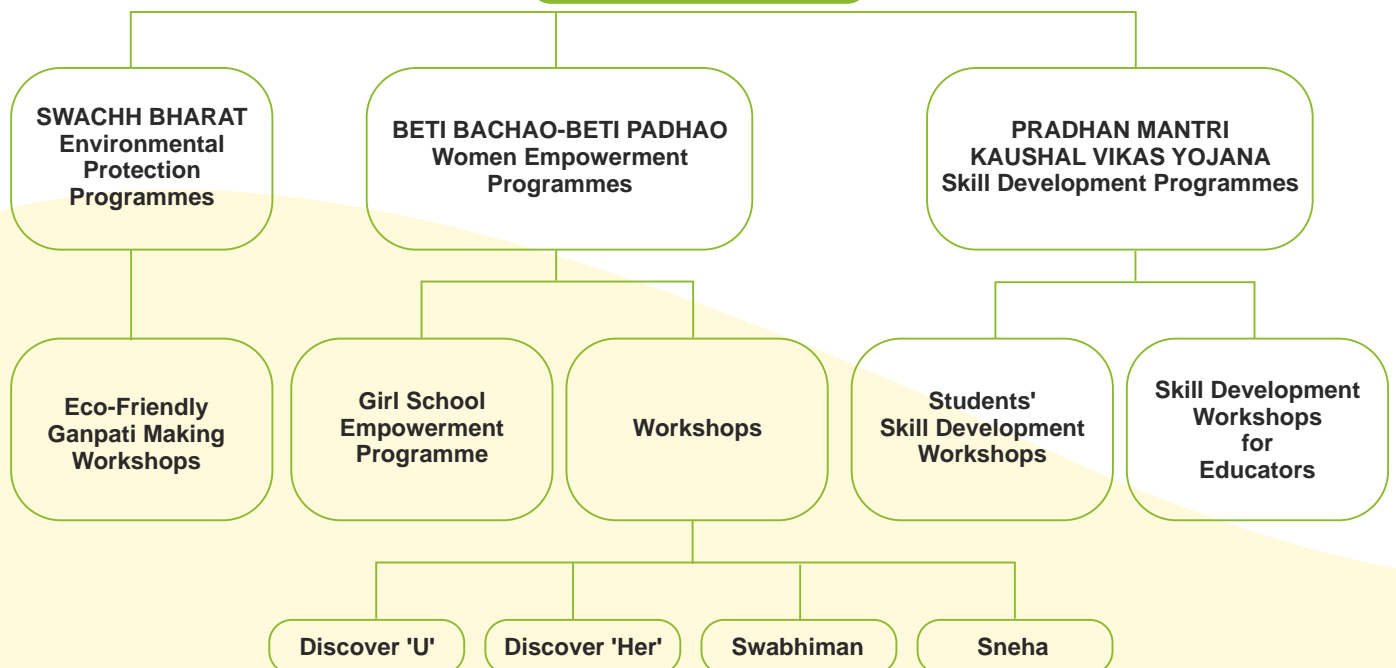 SWACHH BHARAT
Environmental
Protection
Programmes
BETI BACHAO-BETI PADHAO
Women Empowerment
Programmes
PRADHAN MANTRI
KAUSHAL VIKAS YOJANA
Skill Development Programmes
Eco-Friendly
Ganpati Making
Workshops
Girl School
Empowerment
Programme
Workshops
Students'
Skill Development
Workshops
Skill Development
Workshops
for
Educators
Discover 'U'
Discover 'Her'
Swabhiman
Sneha